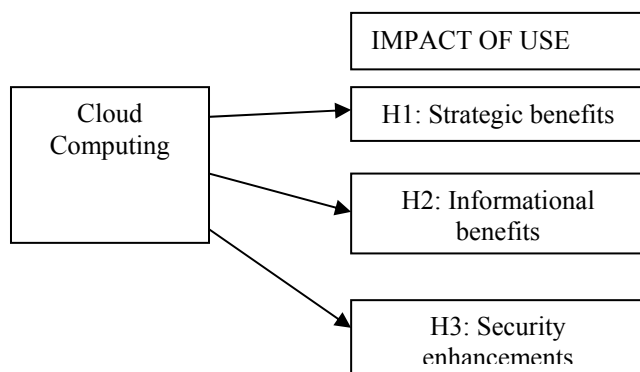 IMPACT OF USE
Cloud
Computing
H1: Strategic benefits
H2: Informational
benefits
H3: Security
enhancements